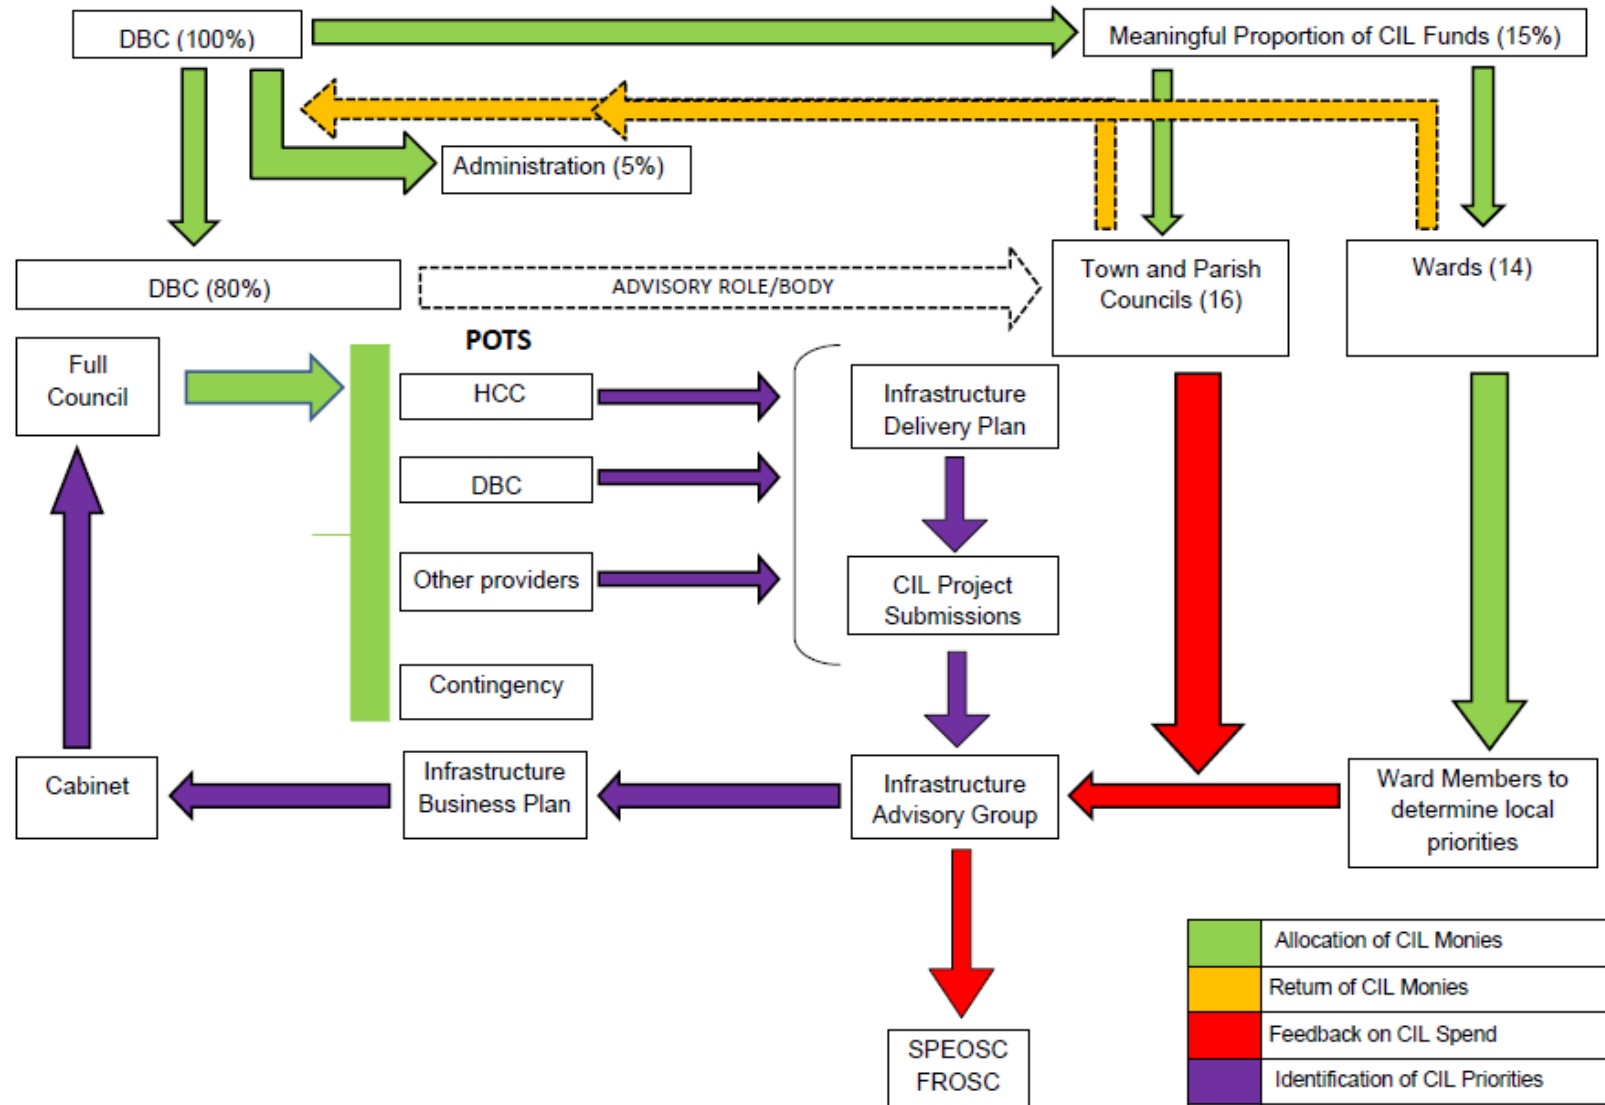 DBC (100%)
Meaningful Proportion of CIL Funds (15%)
Administration (5%)
DBC (80%)
ADVISORY ROLE/BODY
Town and Parish
Councils (16)
Wards (14)
POTS
Full
Council
HCC
Infrastructure
Delivery Plan
DBC
Other providers
CIL Project
Submissions
Contingency
Cabinet
Infrastructure
Business Plan
Infrastructure
Advisory Group
Ward Members to
determine local
priorities
SPEOSC
FROSC
Allocation of CIL Monies
Return of CIL Monies
Feedback on CIL Spend
Identification of CIL Priorities